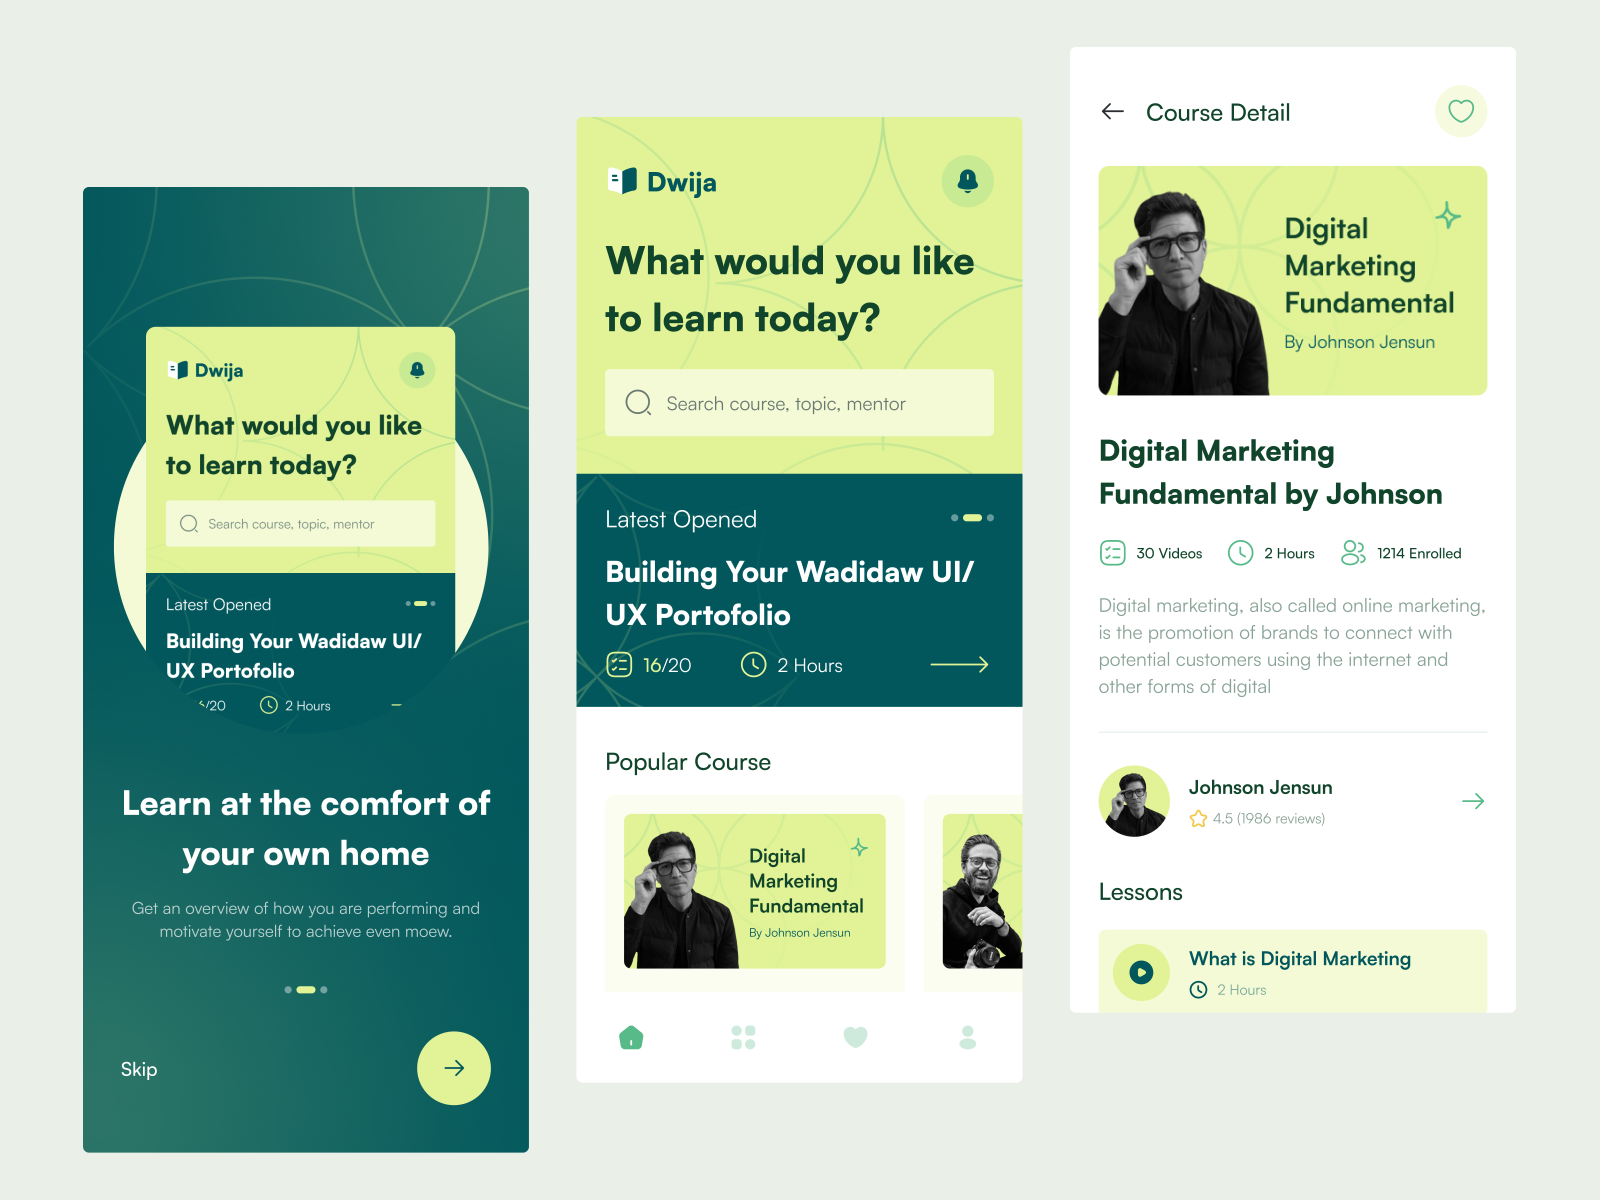 Dwija
What would you like
to learn today?
Search course, topic, mentor
Latest Opened
Building Your Wadidaw UI/
UX Portofolio
/20
2 Hours
Learn at the comfort of
your own home
Get an overview of how you are performing and
motivate yourself to achieve even moew.
Skip
Dwija
What would you like
to learn today?
Search course, topic, mentor
Latest Opened
Building Your Wadidaw UI/
UX Portofolio
16/20
2 Hours
Popular Course
Digital
Marketing
Fundamental
By Johnson Jensun
Course Detail
Digital
Marketing
Fundamental
By Johnson Jensun
Digital Marketing
Fundamental by Johnson
30 Videos
2 Hours
1214 Enrolled
Digital marketing, also called online marketing,
is the promotion of brands to connect with
potential customers using the internet and
other forms of digital
Johnson Jensun
4.5 (1986 reviews)
Lessons
What is Digital Marketing
2 Hours